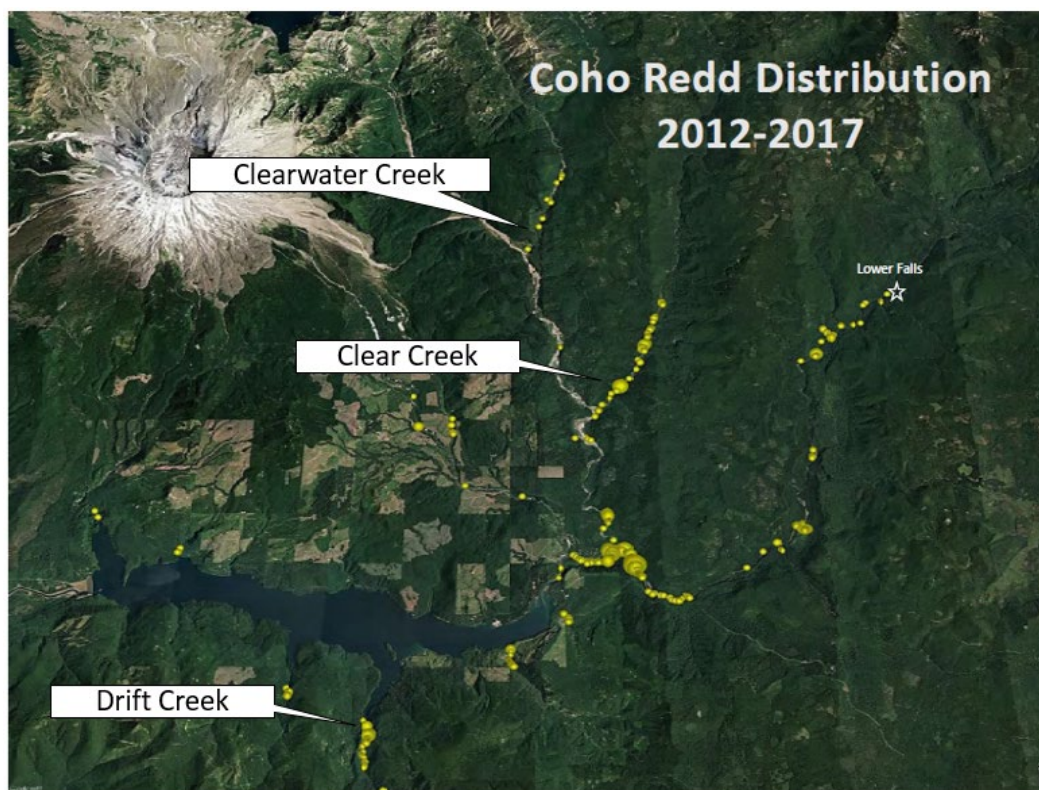 Coho Redd Distribution
2012-2017
Clearwater Creek
Lower Falls
Clear Creek
Drift Creek